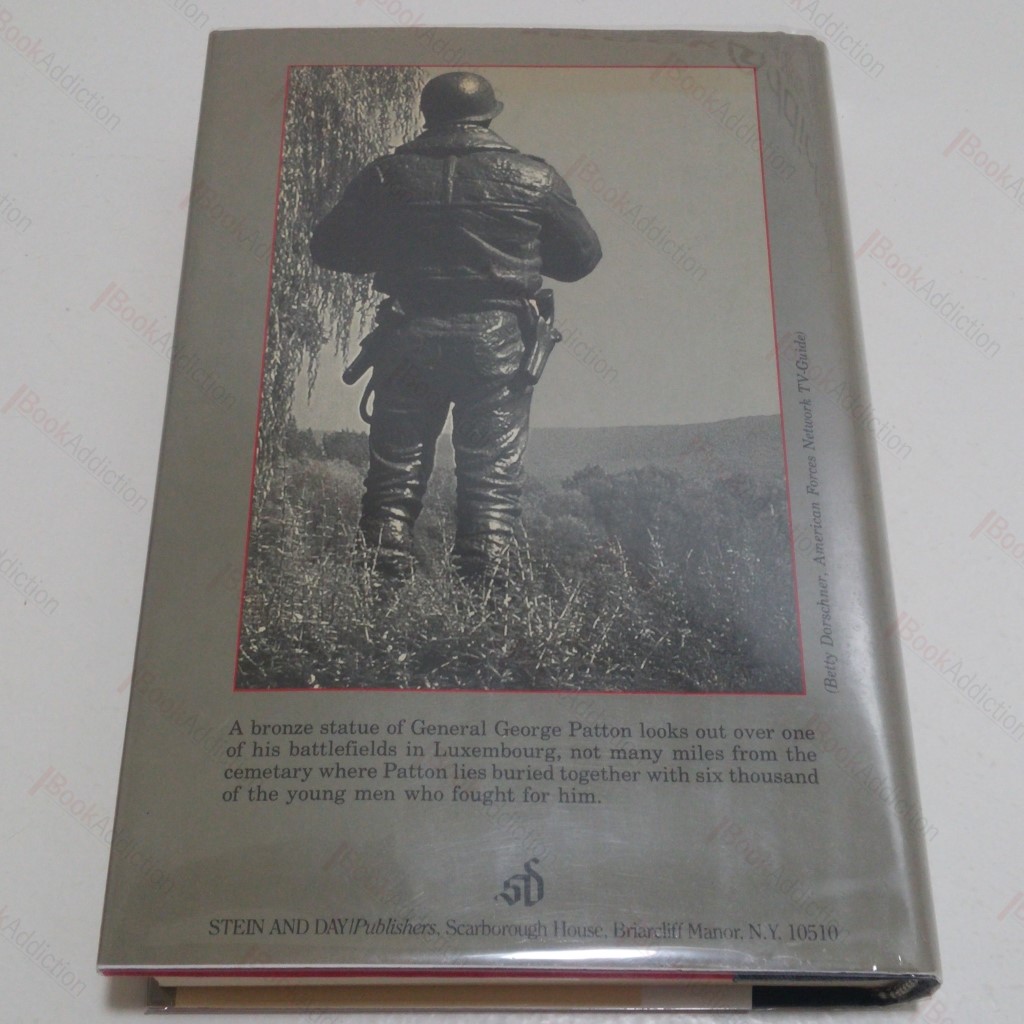 (Betty Dorschner, American Forces Network TV-Guide)
A bronze statue of General George Patton looks out over one
of his battlefields in Luxembourg, not many miles from the
cemetary where Patton lies buried together with six thousand
of the young men who fought for him.
sd
STEIN AND DAY/Publishers, Scarborough House, Briarcliff Manor, N.Y. 10510
BookAddiction